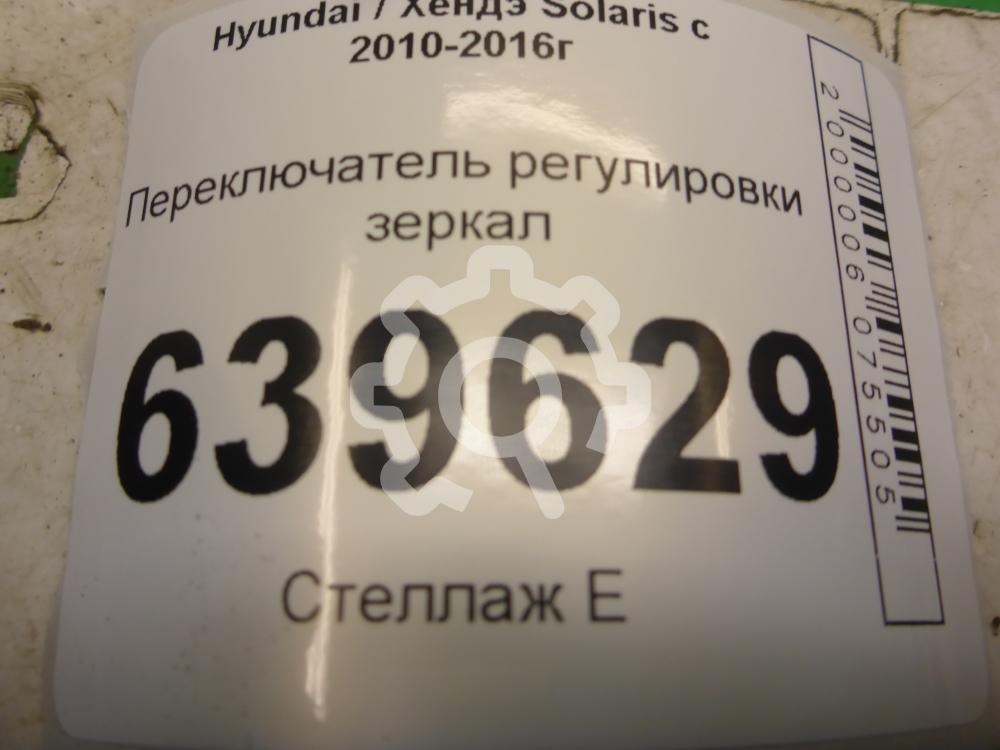 Hyundai / Хендэ Solaris с
2010-2016г
Переключатель регулировки
зеркал
639629
Стеллаж Е
2000006075505